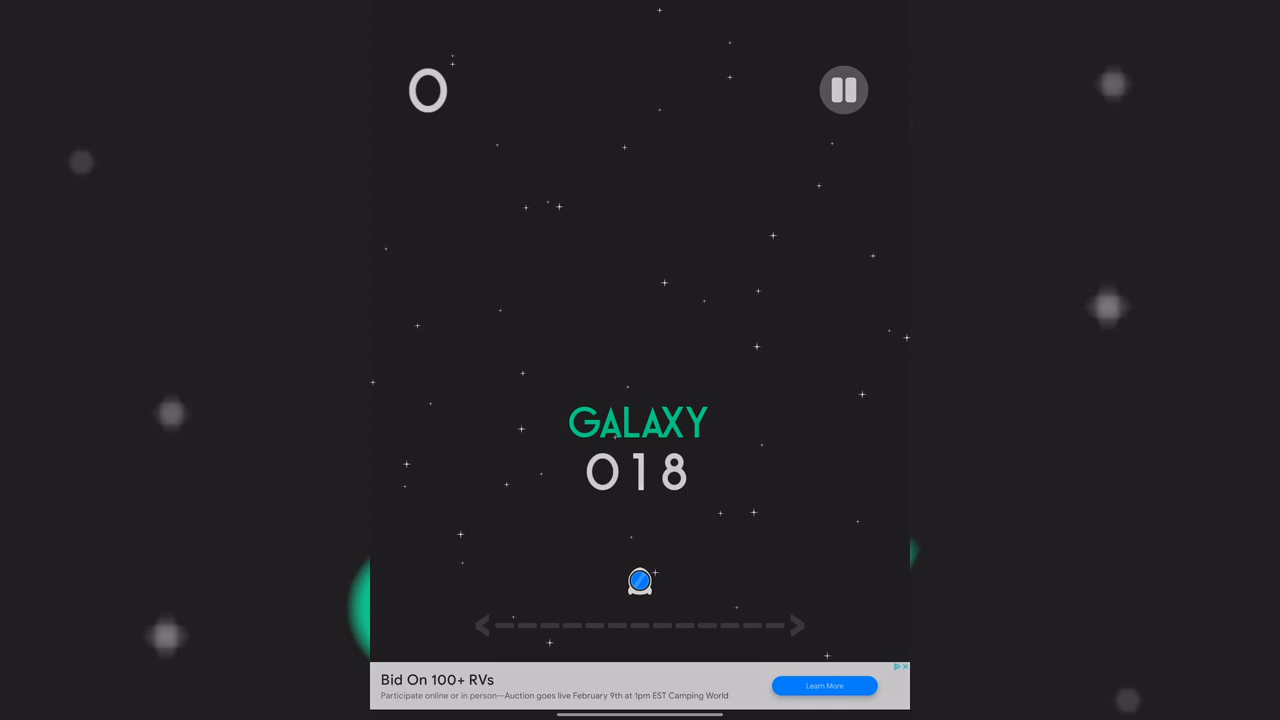 0
GALAXY
018
Bid On 100+ RVs
Participate online or in person—Auction goes live February 9th at 1pm EST Camping World
Learn More